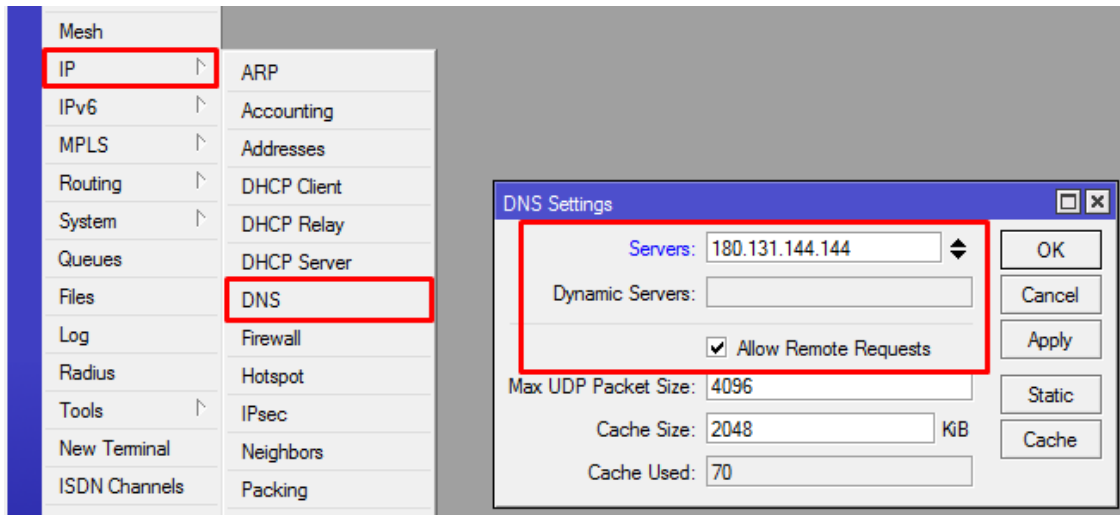 Mesh
IP
IPv6
MPLS
Routing
System
Queues
Files
Log
Radius
Tools
New Terminal
ISDN Channels
ARP
Accounting
Addresses
DHCP Client
DHCP Relay
DHCP Server
DNS
Firewall
Hotspot
IPsec
Neighbors
Packing
DNS Settings
Servers: 180.131.144.144
Dynamic Servers:
Allow Remote Requests
Max UDP Packet Size: 4096
Cache Size: 2048 KiB
Cache Used: 70
OK
Cancel
Apply
Static
Cache